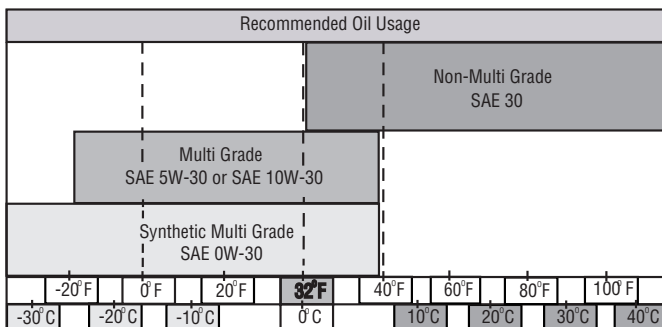 Recommended Oil Usage
Non-Multi Grade
SAE 30
Multi Grade
SAE 5W-30 or SAE 10W-30
Synthetic Multi Grade
SAE 0W-30
-20°F 0°F 20°F 32°F 40°F 60°F 80°F 100°F
-30°C -20°C -10°C 0°C 10°C 20°C 30°C 40°C